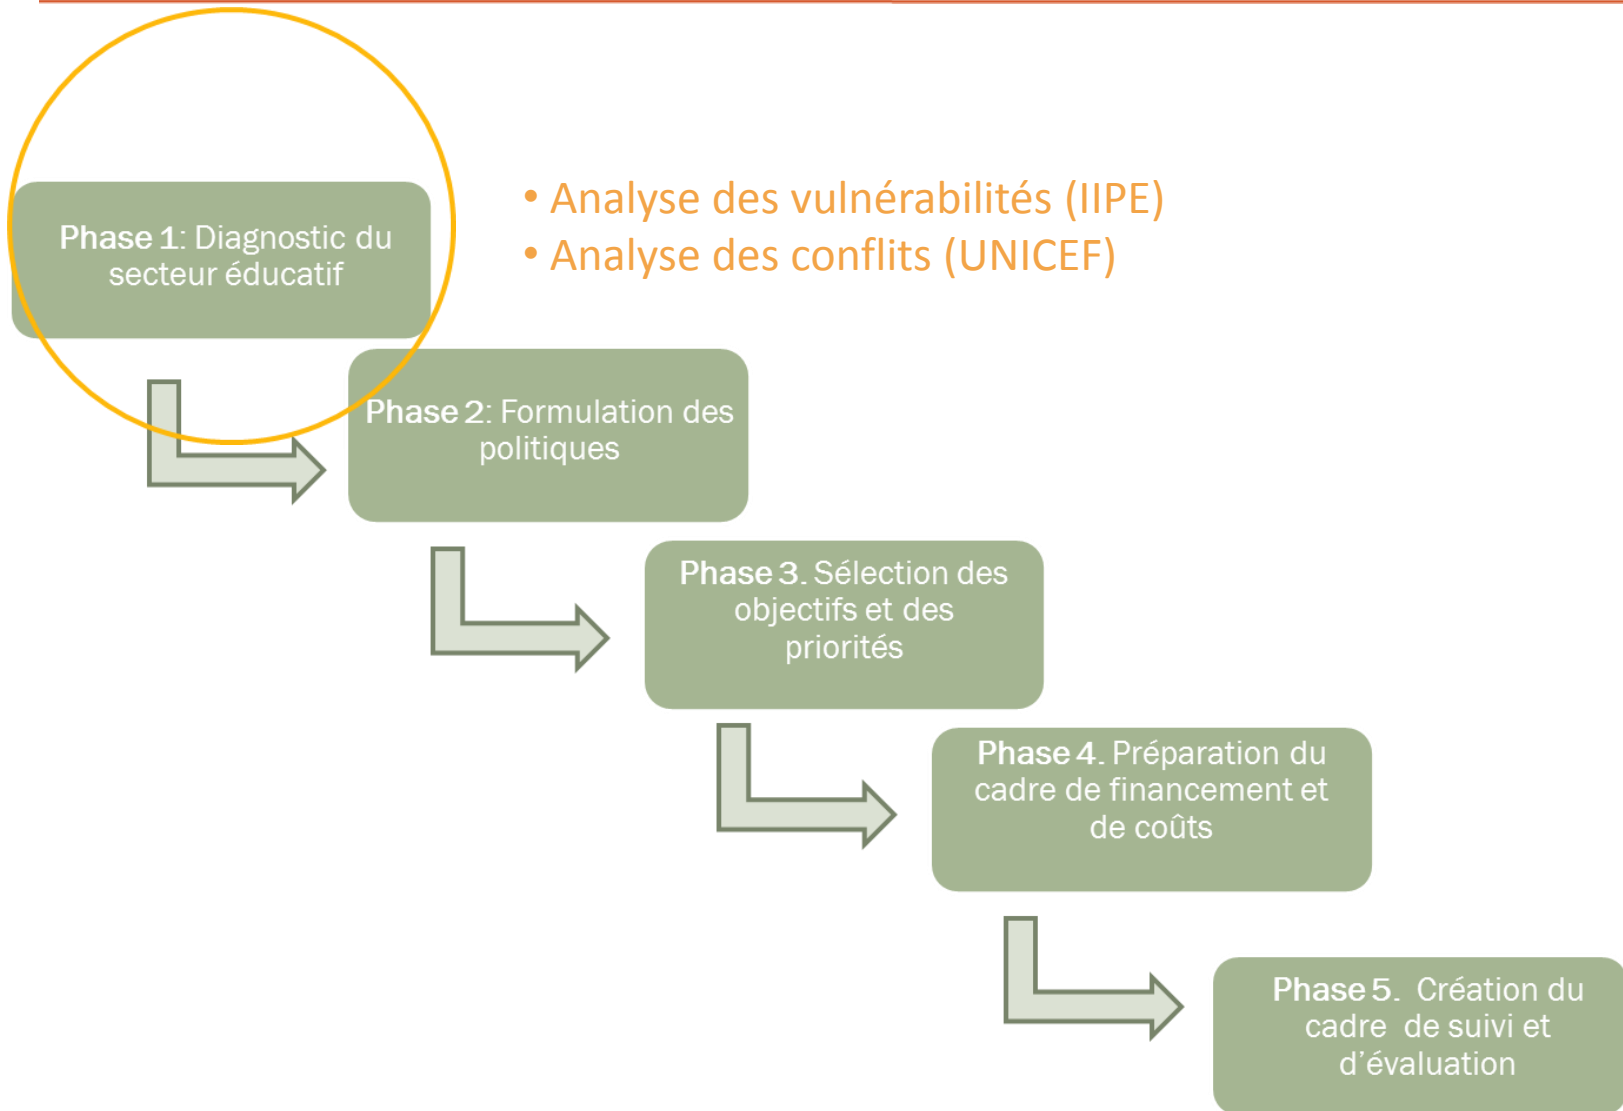 • Analyse des vulnérabilités (IIPE)
• Analyse des conflits (UNICEF)
Phase 1: Diagnostic du
secteur éducatif
Phase 2: Formulation des
politiques
Phase 3. Sélection des
objectifs et des
priorités
Phase 4. Préparation du
cadre de financement et
de coûts
Phase 5. Création du
cadre de suivi et
d’évaluation